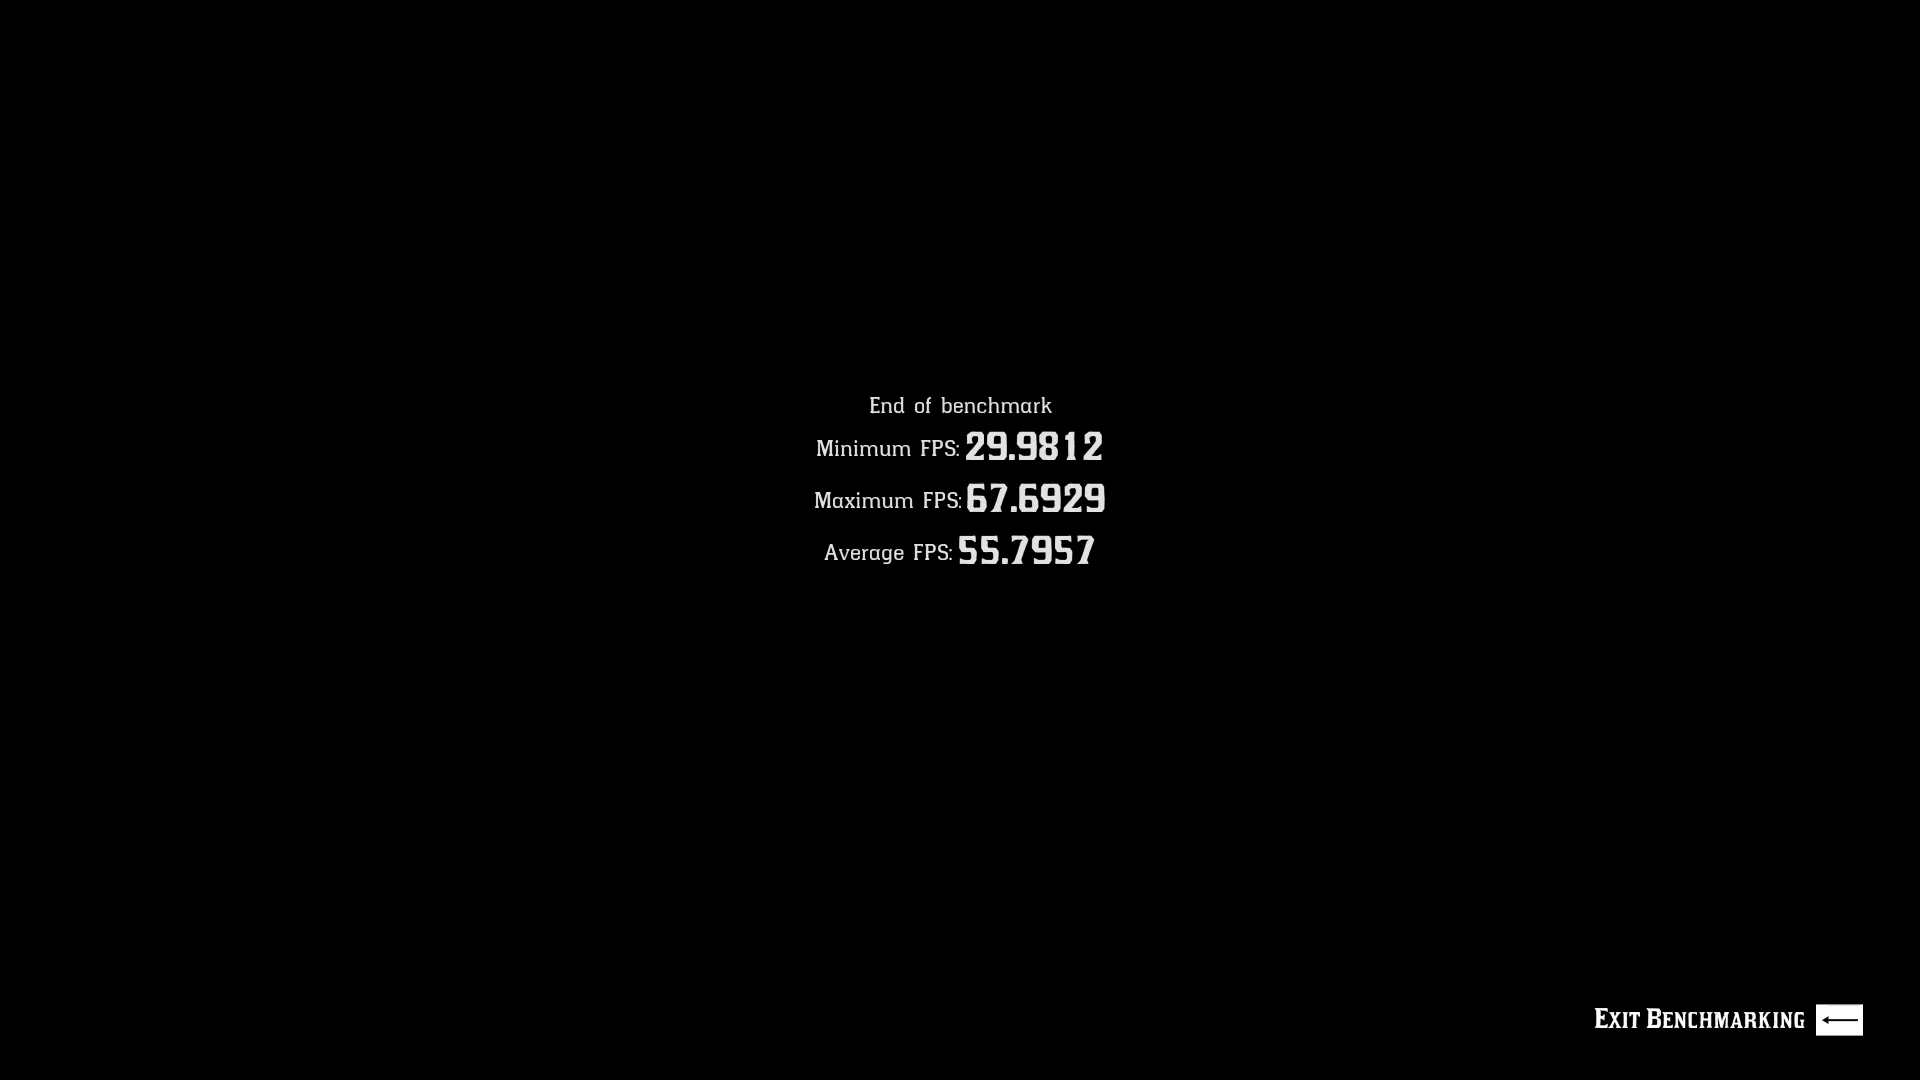 End of benchmark
Minimum FPS: 29.9812
Maximum FPS: 67.6929
Average FPS: 55.7957
EXIT BENCHMARKING